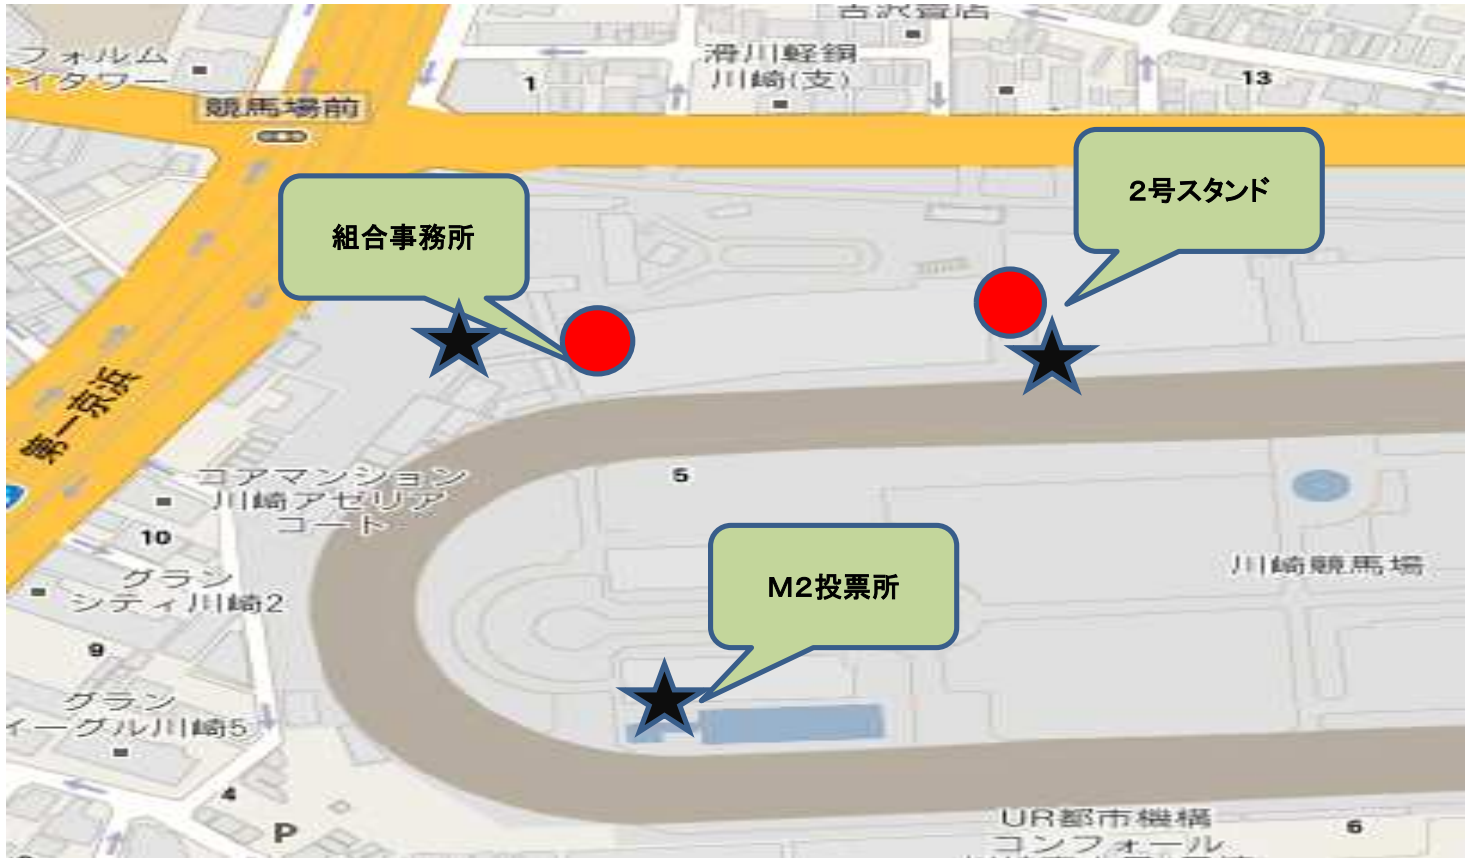 フォルム
イタワー
競馬場前
1
滑川軽鋼
川崎(支)
13
組合事務所
2号スタンド
第一京浜
コアマンション
川崎アゼリア
コート
5
10
グラン
シティ川崎2
M2投票所
川崎競馬場
9
グラン
ィーグル川崎5
4
P
UR都市機構
コンフォール
6